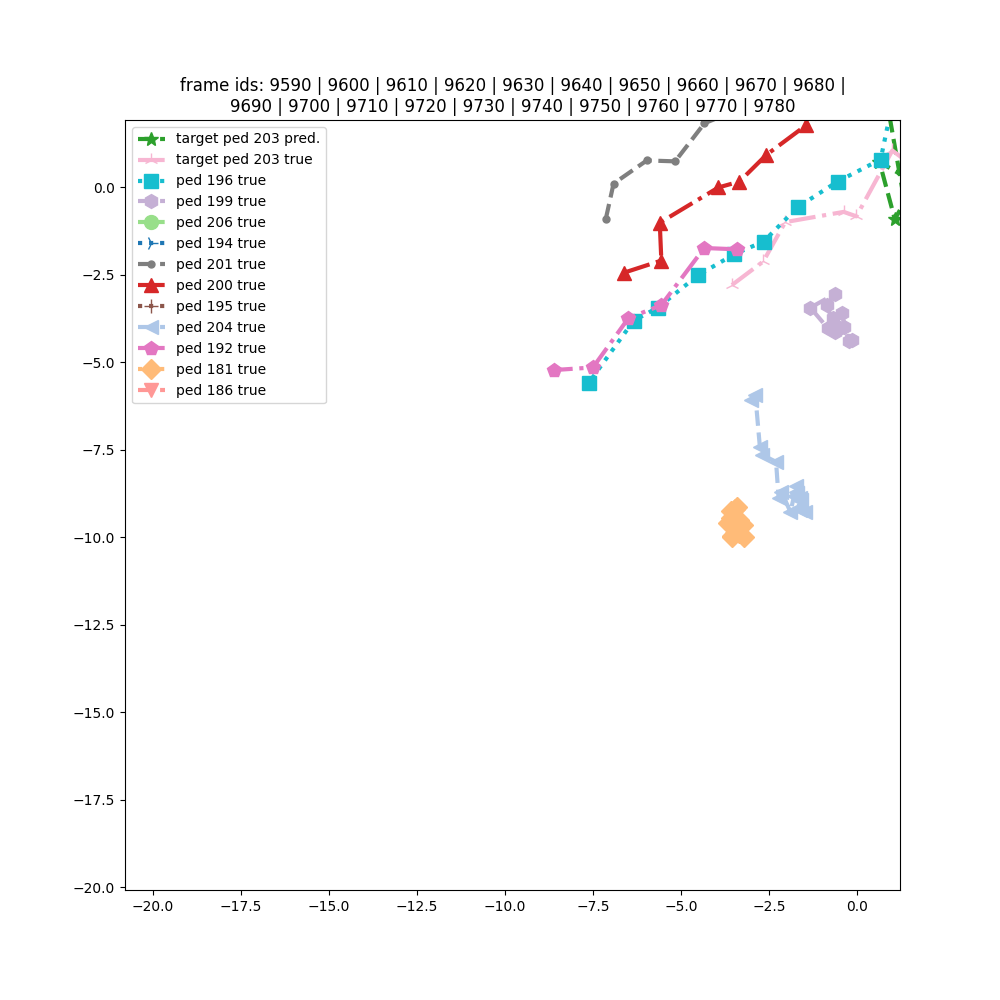 frame ids: 9590 | 9600 | 9610 | 9620 | 9630 | 9640 | 9650 | 9660 | 9670 | 9680 |
9690 | 9700 | 9710 | 9720 | 9730 | 9740 | 9750 | 9760 | 9770 | 9780
target ped 203 pred.
target ped 203 true
ped 196 true
ped 199 true
ped 206 true
ped 194 true
ped 201 true
ped 200 true
ped 195 true
ped 204 true
ped 192 true
ped 181 true
ped 186 true
0.0
−2.5
−5.0
−7.5
−10.0
−12.5
−15.0
−17.5
−20.0
−20.0 −17.5 −15.0 −12.5 −10.0 −7.5 −5.0 −2.5 0.0